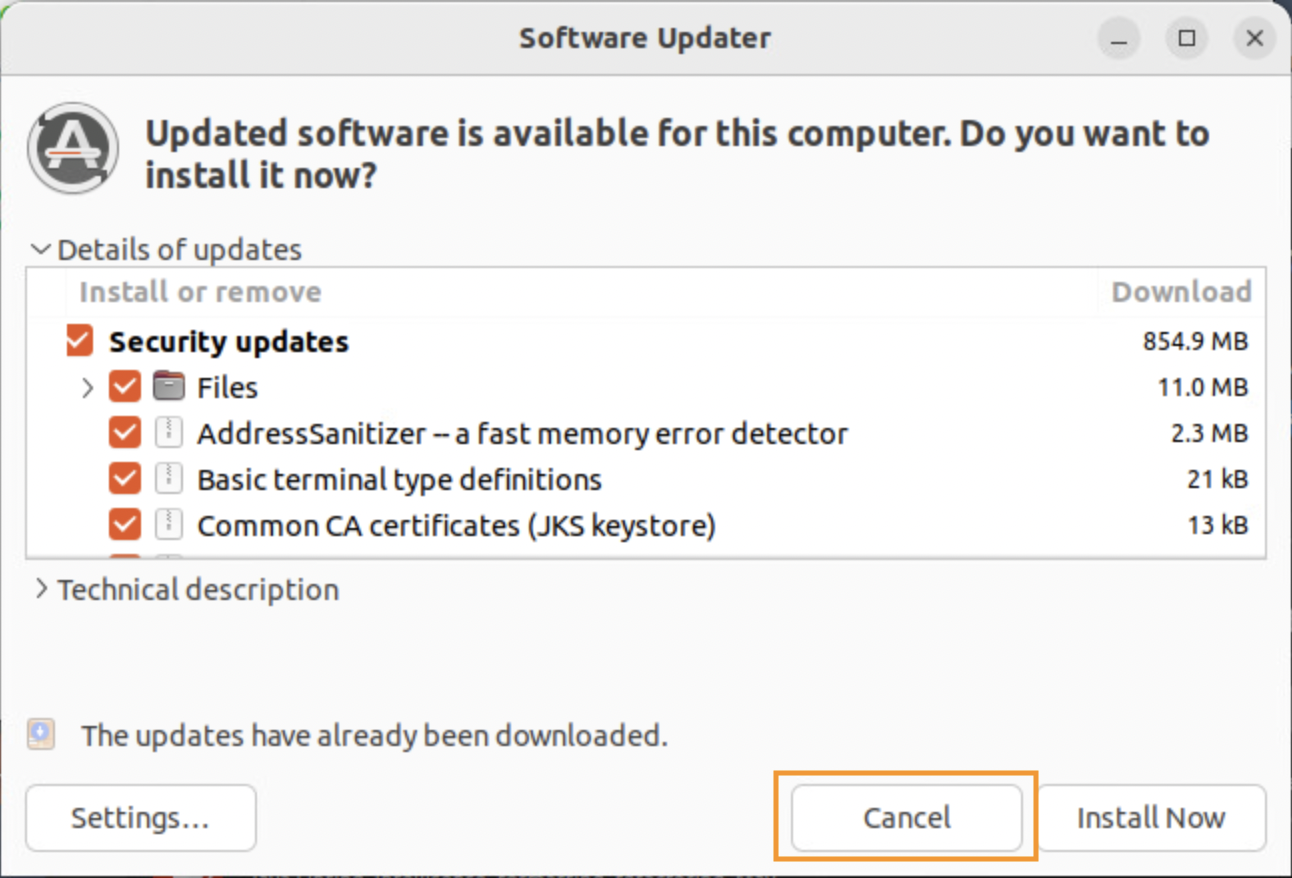 Software Updater
Updated software is available for this computer. Do you want to
install it now?
Details of updates
Install or remove Download
Security updates 854.9 MB
Files 11.0 MB
AddressSanitizer -- a fast memory error detector 2.3 MB
Basic terminal type definitions 21 kB
Common CA certificates (JKS keystore) 13 kB
Technical description
The updates have already been downloaded.
Settings... Cancel Install Now